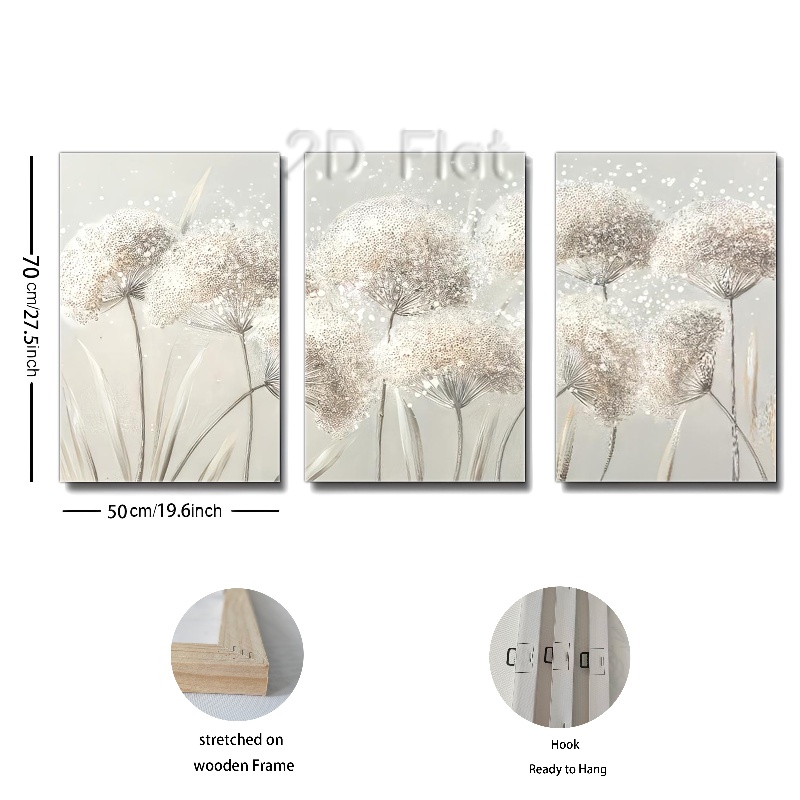 2D Flat
70 cm/27.5inch
50cm/19.6inch
stretched on
wooden Frame
Hook
Ready to Hang